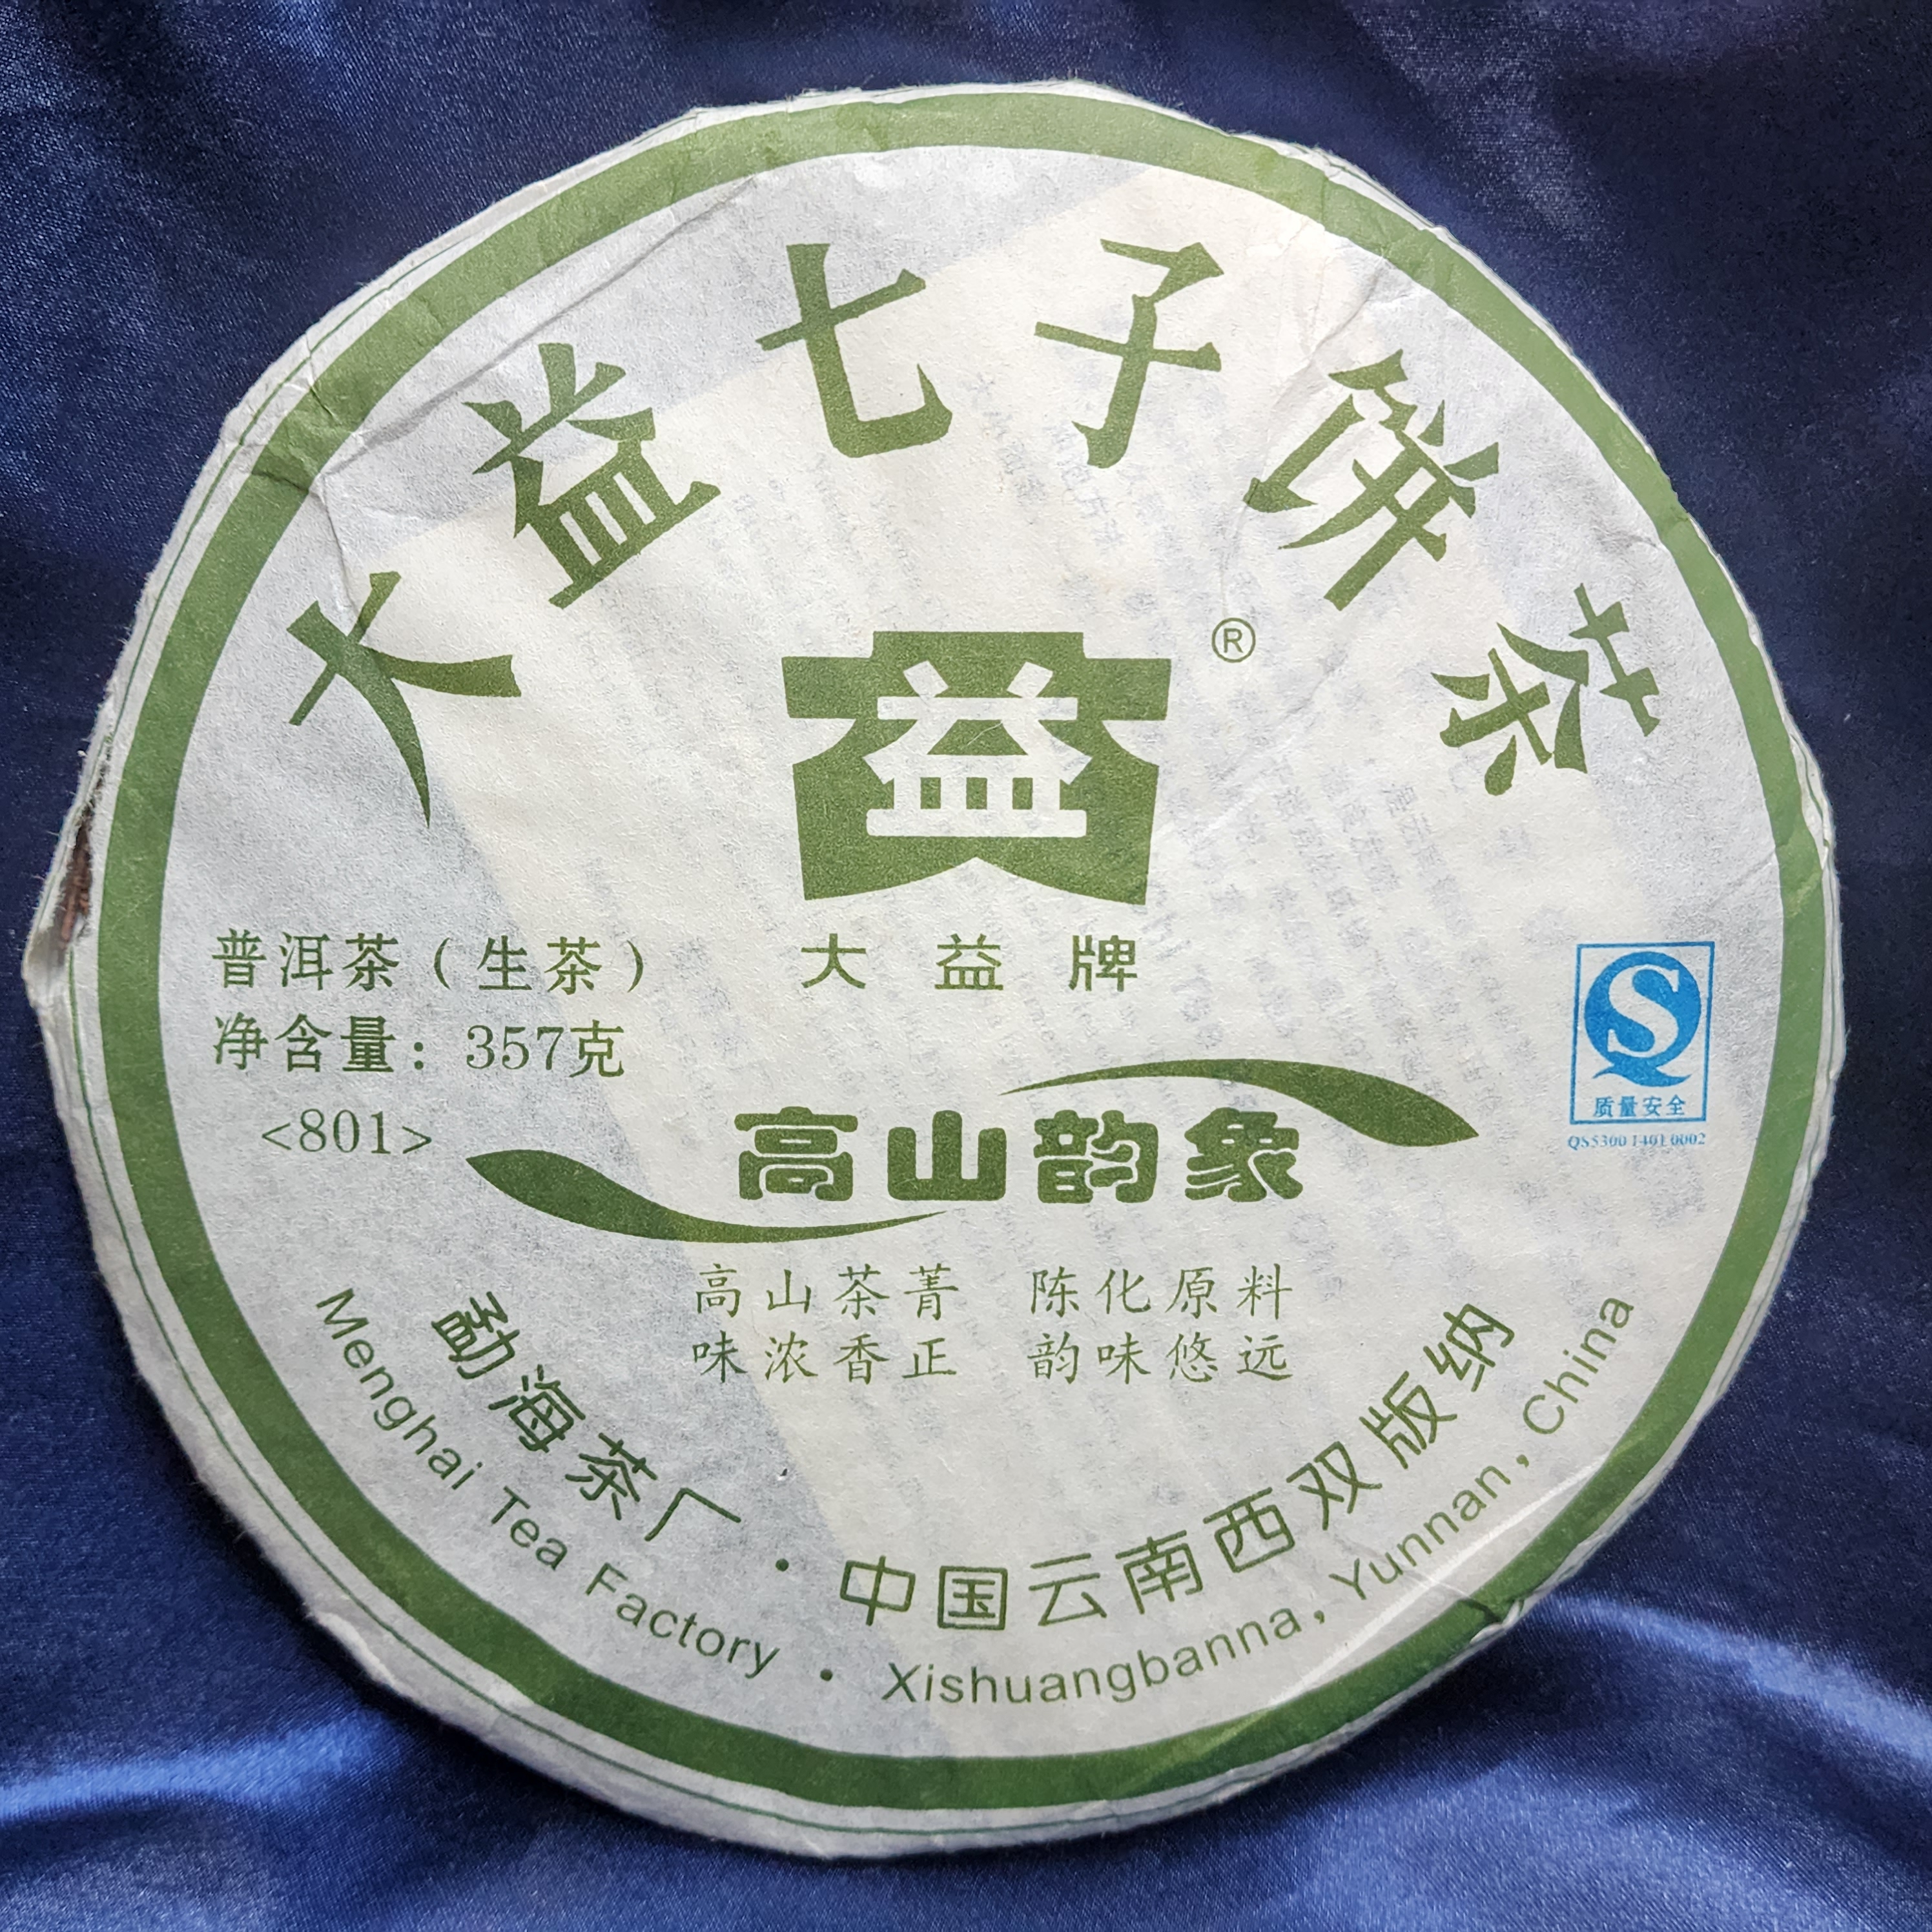 大益七子饼茶
益
®
普洱茶（生茶）
大益牌
净含量：357克
<801>
高山韵象
质量安全
QS5300 1401 0002
高山茶菁 陈化原料
味浓香正 韵味悠远
勐海茶厂·中国云南西双版纳
Menghai Tea Factory · Xishuangbanna, Yunnan, China